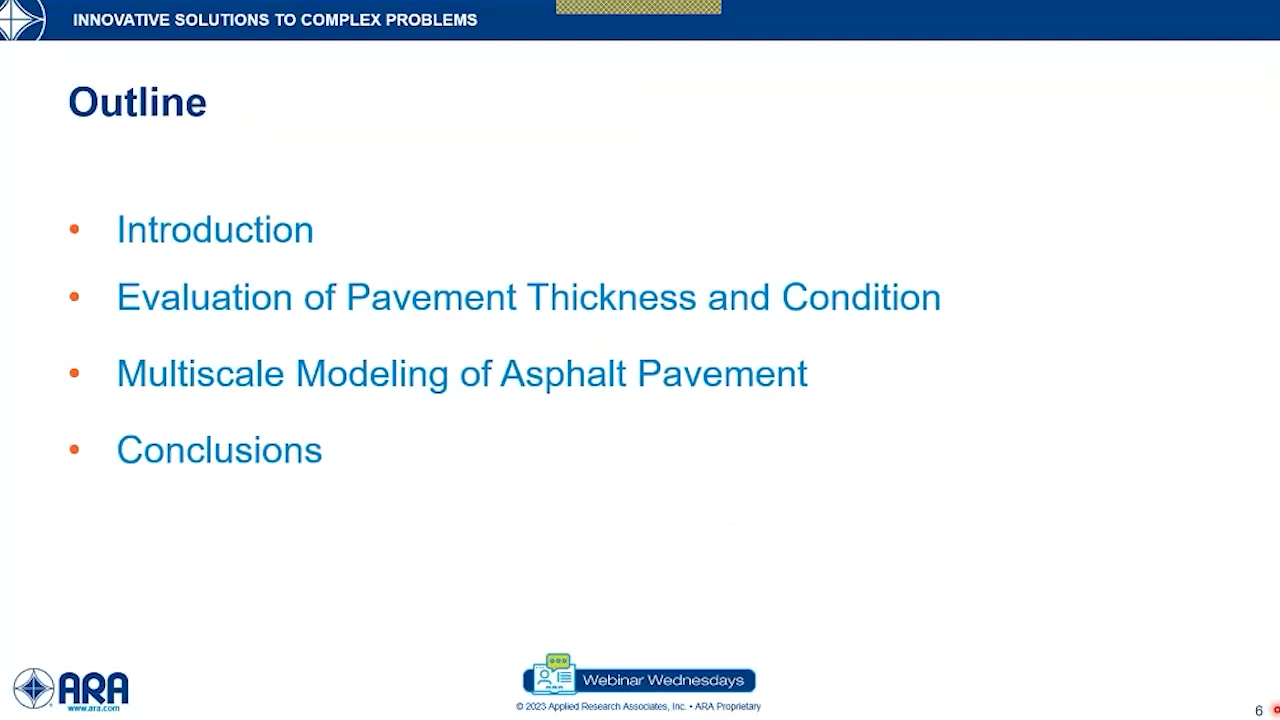 INNOVATIVE SOLUTIONS TO COMPLEX PROBLEMS
Outline
• Introduction
• Evaluation of Pavement Thickness and Condition
• Multiscale Modeling of Asphalt Pavement
• Conclusions
ARA
www.ara.com
ARA
Webinar Wednesdays
© 2023 Applied Research Associates, Inc. • ARA Proprietary
6